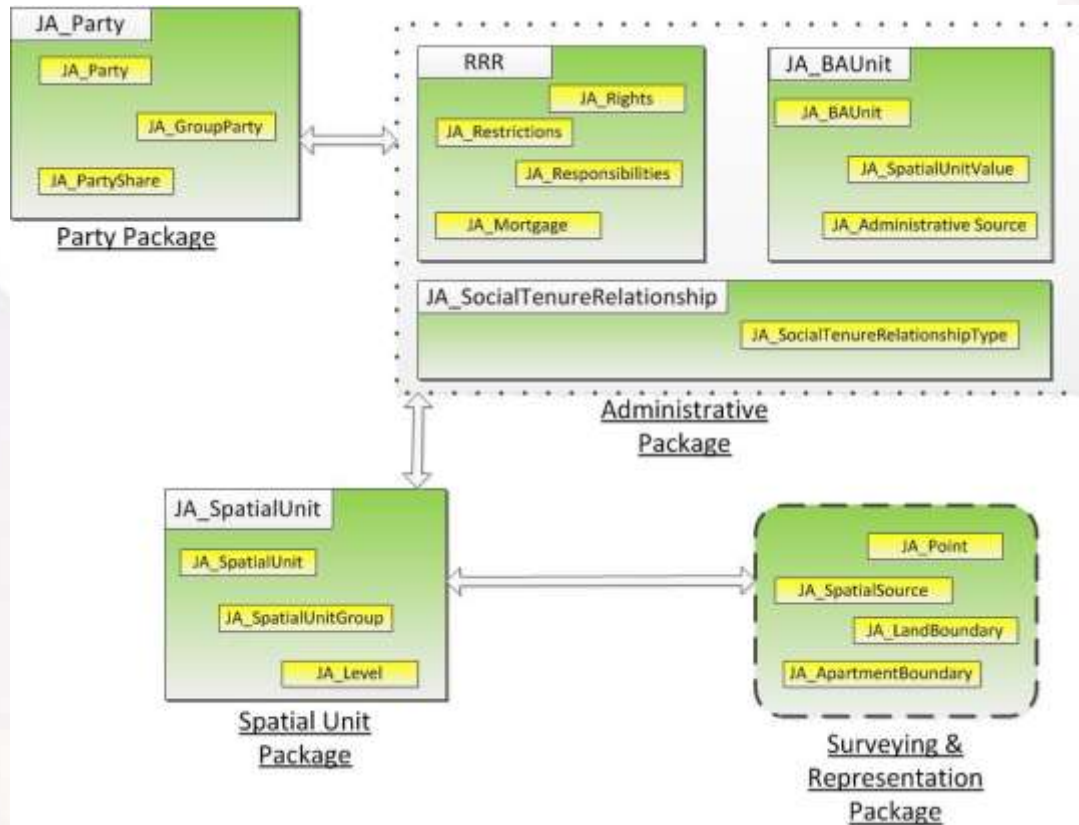 JA_Party
JA_Party
JA_GroupParty
JA_PartyShare
Party Package
RRR
JA_Rights
JA_Restrictions
JA_Responsibilities
JA_Mortgage
JA_BAUnit
JA_BAUnit
JA_SpatialUnitValue
JA_Administrative Source
JA_SocialTenureRelationship
JA_SocialTenureRelationshipType
Administrative
Package
JA_SpatialUnit
JA_SpatialUnit
JA_SpatialUnitGroup
JA_Level
Spatial Unit
Package
JA_Point
JA_SpatialSource
JA_LandBoundary
JA_ApartmentBoundary
Surveying &
Representation
Package